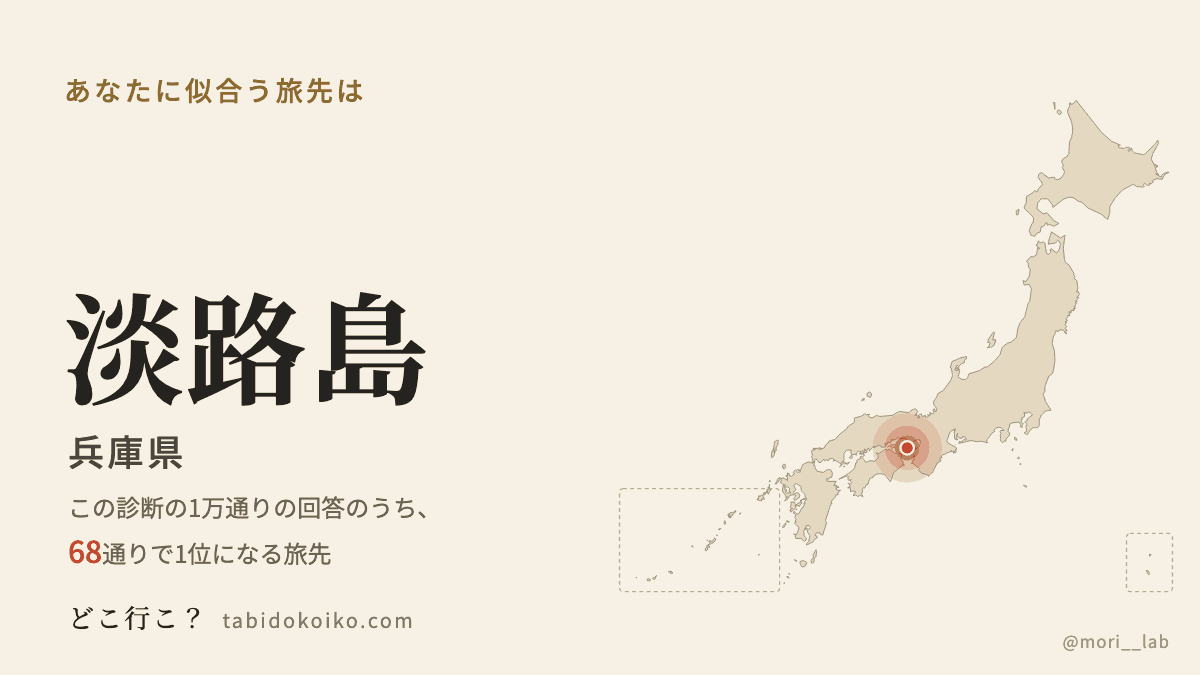 あなたに似合う旅先は
淡路島
兵庫県
この診断の1万通りの回答のうち、
68通りで1位になる旅先
どこ行こ？ tabidokoiko.com
@mori__lab